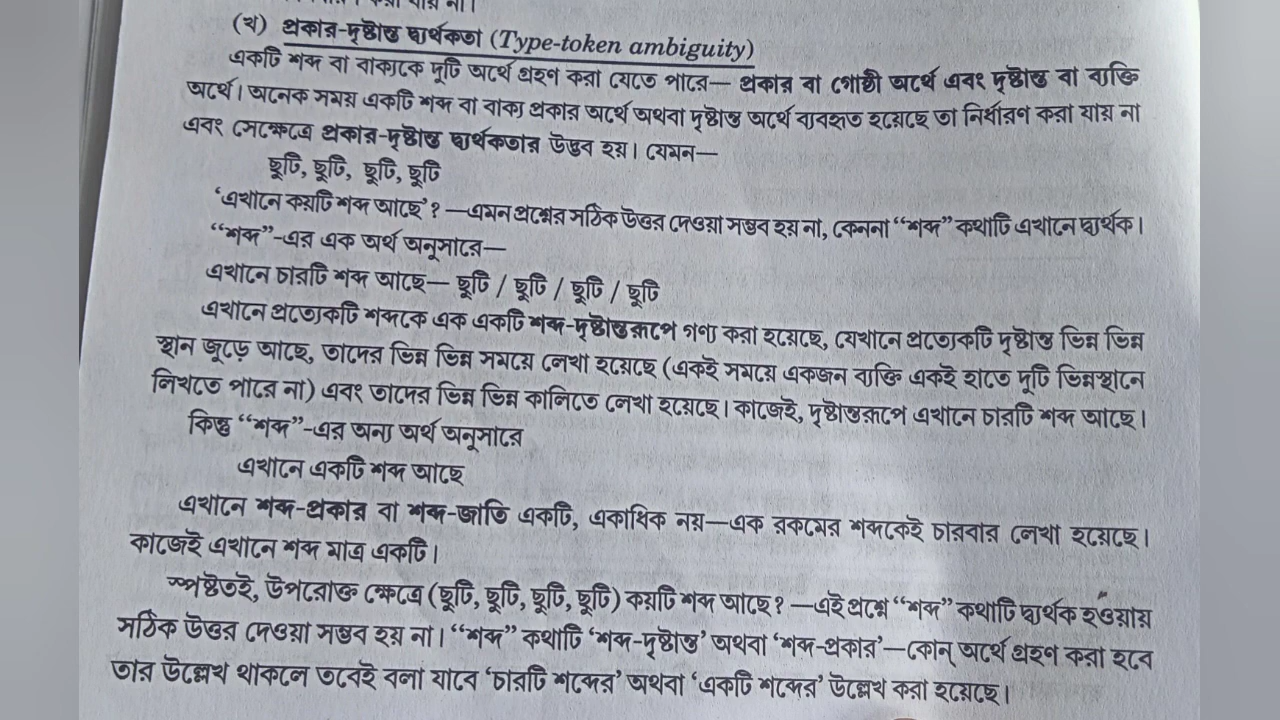 (খ) প্রকার-দৃষ্টান্ত দ্ব্যর্থকতা (Type-token ambiguity)
একটি শব্দ বা বাক্যকে দুটি অর্থে গ্রহণ করা যেতে পারে— প্রকার বা গোষ্ঠী অর্থে এবং দৃষ্টান্ত বা ব্যক্তি
অর্থে। অনেক সময় একটি শব্দ বা বাক্য প্রকার অর্থে অথবা দৃষ্টান্ত অর্থে ব্যবহৃত হয়েছে তা নির্ধারণ করা যায় না
এবং সেক্ষেত্রে প্রকার-দৃষ্টান্ত দ্ব্যর্থকতার উদ্ভব হয়। যেমন—
ছুটি, ছুটি, ছুটি, ছুটি
‘এখানে কয়টি শব্দ আছে’? —এমন প্রশ্নের সঠিক উত্তর দেওয়া সম্ভব হয় না, কেননা “শব্দ” কথাটি এখানে দ্ব্যর্থক।
“শব্দ”-এর এক অর্থ অনুসারে—
এখানে চারটি শব্দ আছে— ছুটি / ছুটি / ছুটি / ছুটি
এখানে প্রত্যেকটি শব্দকে এক একটি শব্দ-দৃষ্টান্তরূপে গণ্য করা হয়েছে, যেখানে প্রত্যেকটি দৃষ্টান্ত ভিন্ন ভিন্ন
স্থান জুড়ে আছে, তাদের ভিন্ন ভিন্ন সময়ে লেখা হয়েছে (একই সময়ে একজন ব্যক্তি একই হাতে দুটি ভিন্নস্থানে
লিখতে পারে না) এবং তাদের ভিন্ন ভিন্ন কালিতে লেখা হয়েছে। কাজেই, দৃষ্টান্তরূপে এখানে চারটি শব্দ আছে।
কিন্তু “শব্দ”-এর অন্য অর্থ অনুসারে
এখানে একটি শব্দ আছে
এখানে শব্দ-প্রকার বা শব্দ-জাতি একটি, একাধিক নয়—এক রকমের শব্দকেই চারবার লেখা হয়েছে।
কাজেই এখানে শব্দ মাত্র একটি।
স্পষ্টতই, উপরোক্ত ক্ষেত্রে (ছুটি, ছুটি, ছুটি, ছুটি) কয়টি শব্দ আছে? —এই প্রশ্নে “শব্দ” কথাটি দ্ব্যর্থক হওয়ায়
সঠিক উত্তর দেওয়া সম্ভব হয় না। “শব্দ” কথাটি ‘শব্দ-দৃষ্টান্ত’ অথবা ‘শব্দ-প্রকার’—কোন্ অর্থে গ্রহণ করা হবে
তার উল্লেখ থাকলে তবেই বলা যাবে ‘চারটি শব্দের’ অথবা ‘একটি শব্দের’ উল্লেখ করা হয়েছে।